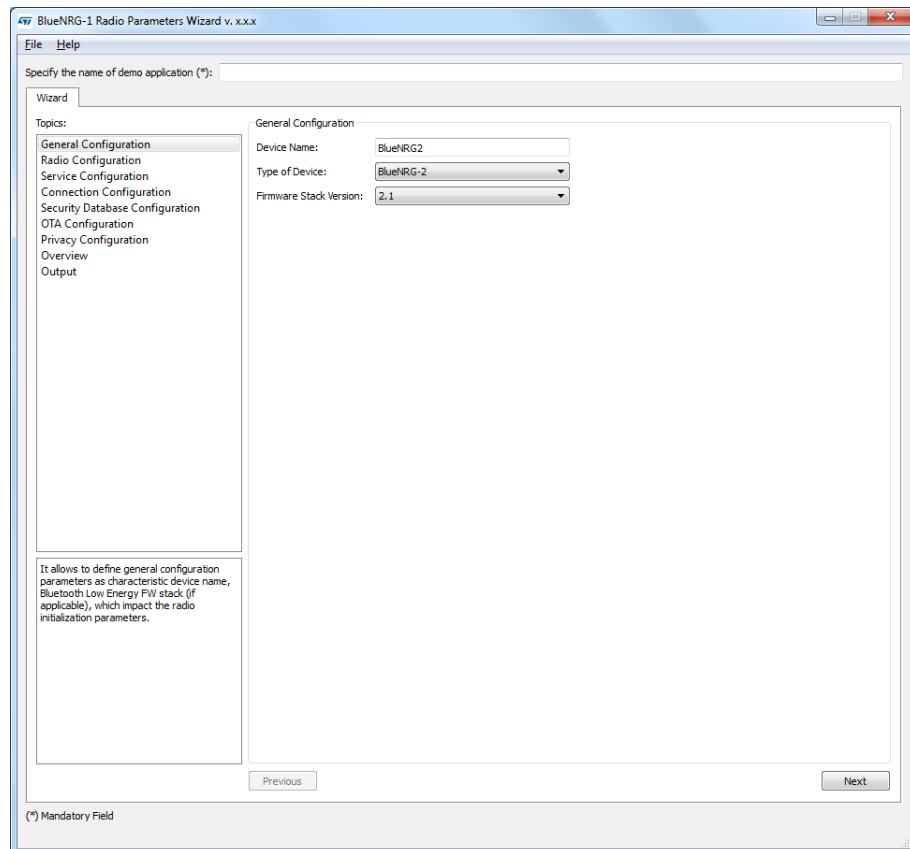 BlueNRG-1 Radio Parameters Wizard v. x.x.x
File Help
Specify the name of demo application (*):
Wizard
Topics:
General Configuration
Radio Configuration
Service Configuration
Connection Configuration
Security Database Configuration
OTA Configuration
Privacy Configuration
Overview
Output
It allows to define general configuration
parameters as characteristic device name,
Bluetooth Low Energy FW stack (if
applicable), which impact the radio
initialization parameters.
General Configuration
Device Name: BlueNRG2
Type of Device: BlueNRG-2
Firmware Stack Version: 2.1
Previous
Next
(*) Mandatory Field